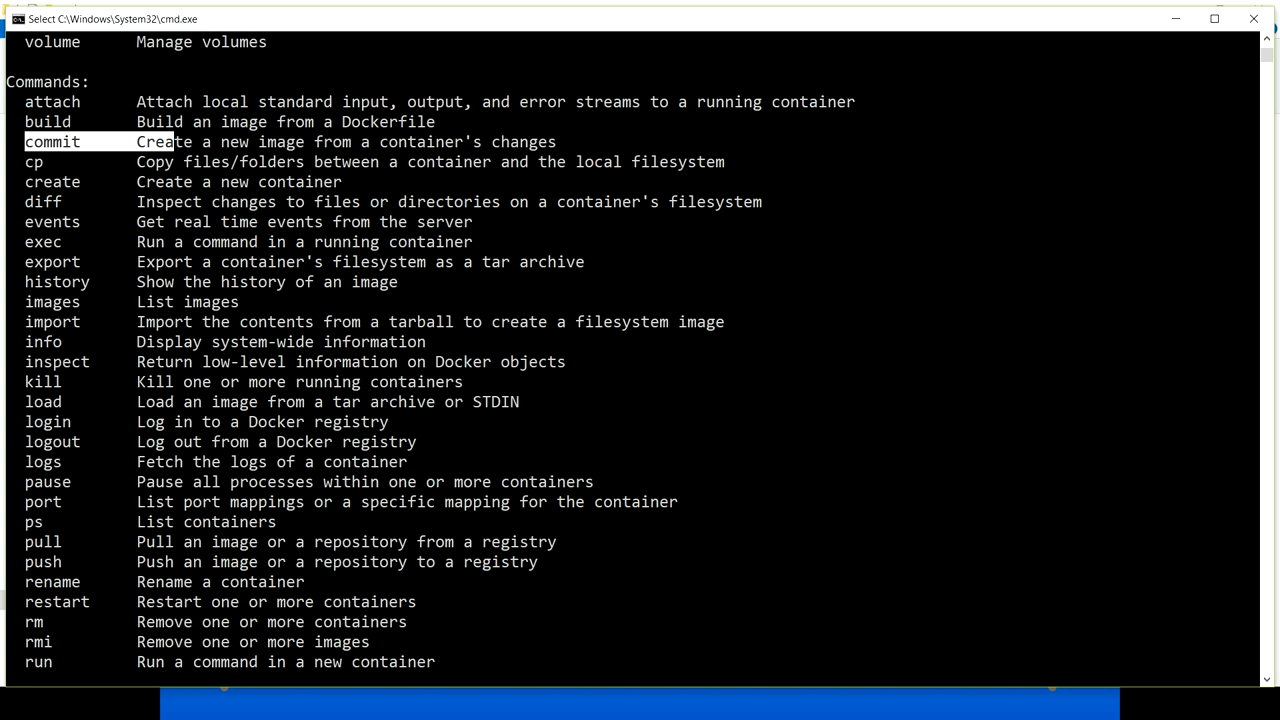 Select C:\Windows\System32\cmd.exe
volume Manage volumes
Commands:
attach Attach local standard input, output, and error streams to a running container
build Build an image from a Dockerfile
commit Create a new image from a container's changes
cp Copy files/folders between a container and the local filesystem
create Create a new container
diff Inspect changes to files or directories on a container's filesystem
events Get real time events from the server
exec Run a command in a running container
export Export a container's filesystem as a tar archive
history Show the history of an image
images List images
import Import the contents from a tarball to create a filesystem image
info Display system-wide information
inspect Return low-level information on Docker objects
kill Kill one or more running containers
load Load an image from a tar archive or STDIN
login Log in to a Docker registry
logout Log out from a Docker registry
logs Fetch the logs of a container
pause Pause all processes within one or more containers
port List port mappings or a specific mapping for the container
ps List containers
pull Pull an image or a repository from a registry
push Push an image or a repository to a registry
rename Rename a container
restart Restart one or more containers
rm Remove one or more containers
rmi Remove one or more images
run Run a command in a new container